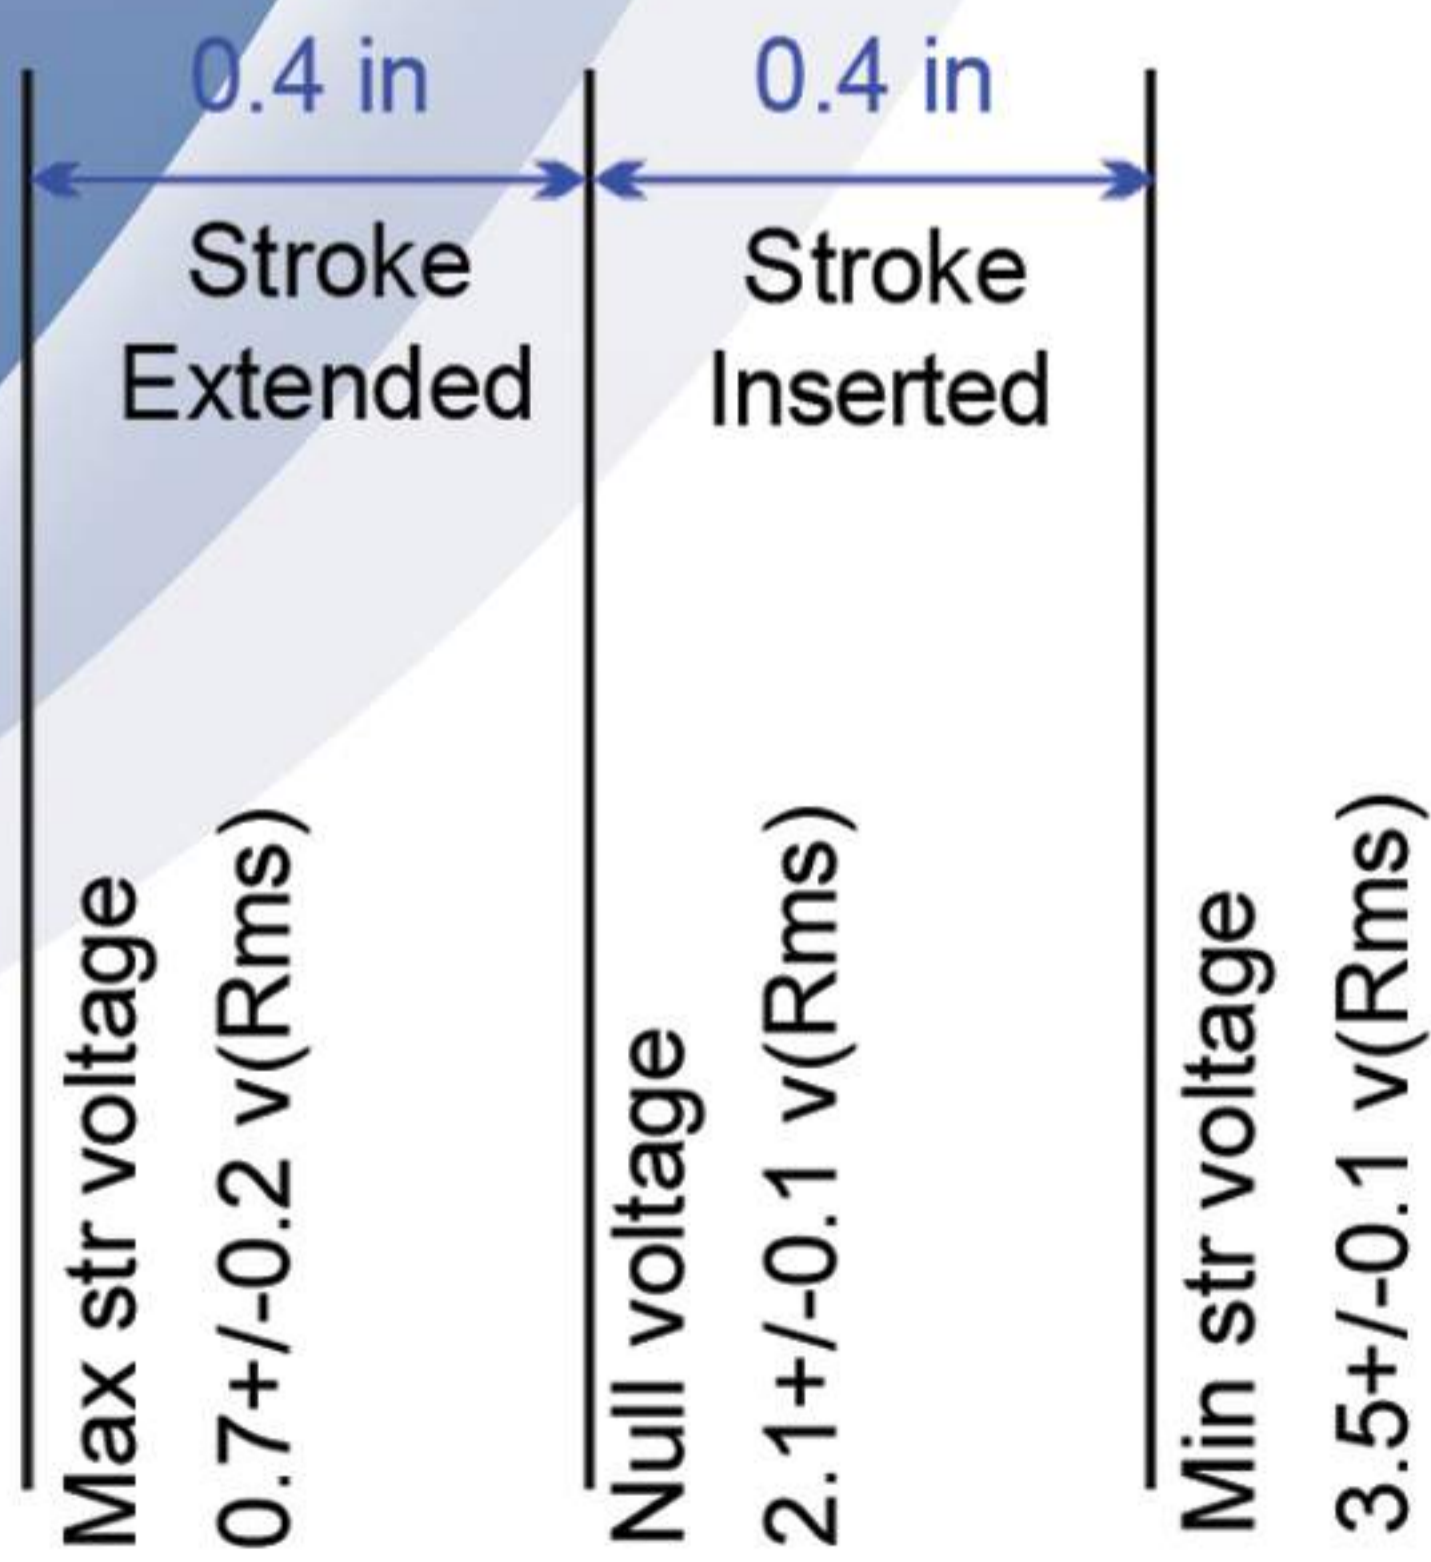 0.4 in
0.4 in
Stroke
Extended
Stroke
Inserted
Max str voltage
0.7+/-0.2 v(Rms)
Null voltage
2.1+/-0.1 v(Rms)
Min str voltage
3.5+/-0.1 v(Rms)